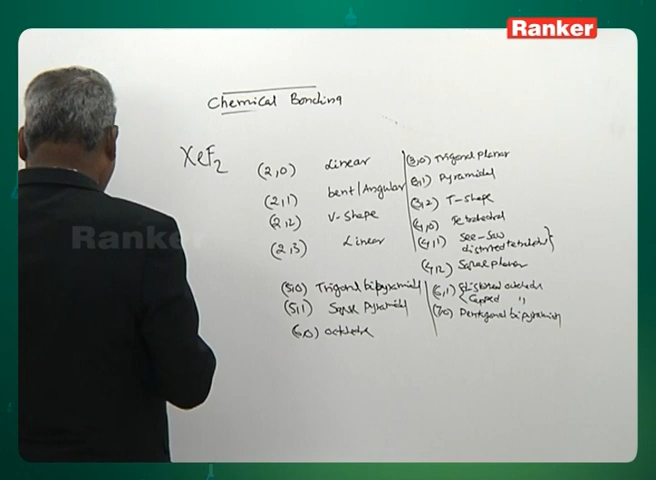 Ranker
Chemical Bonding
XeF2
(2,0) Linear
(2,1) bent/Angular
(2,2) V-shape
(2,3) Linear
(3,0) Trigonal planar
(3,1) Pyramidal
(3,2) T-shape
(4,0) Tetrahedral
(4,1) See-Saw
distorted tetrahedral
(4,2) Square planar
(5,0) Trigonal bipyramidal
(5,1) Square Pyramidal
(6,0) octahedral
(6,1) distorted octahedral
Capped "
(7,0) Pentagonal bipyramidal
Ranker